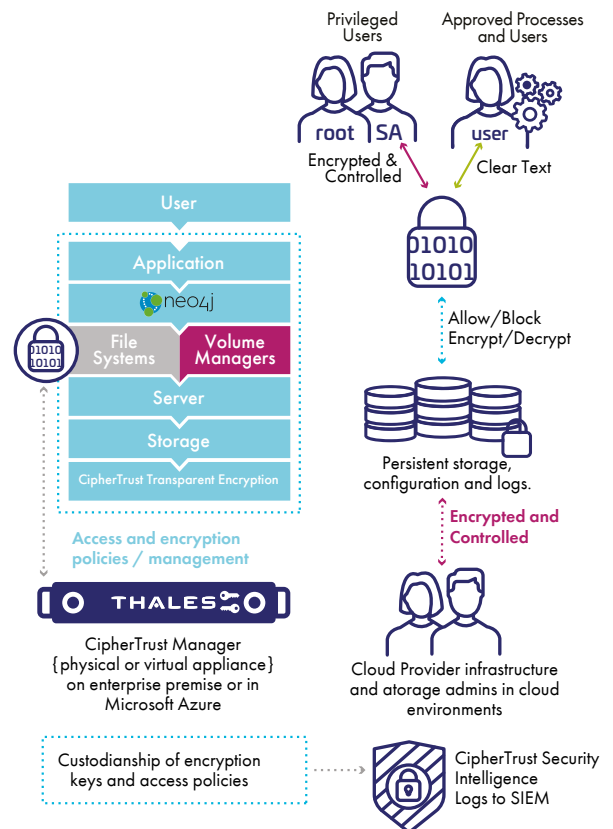 Privileged
Users
Approved Processes
and Users
root
SA
user
Encrypted &
Controlled
Clear Text
01010
10101
Allow/Block
Encrypt/Decrypt
Persistent storage,
configuration and logs.
Encrypted and
Controlled
Cloud Provider infrastructure
and atorage admins in cloud
environments
User
Application
neo4j
File
Systems
Volume
Managers
01010
10101
Server
Storage
CipherTrust Transparent Encryption
Access and encryption
policies / management
THALES
CipherTrust Manager
{physical or virtual appliance}
on enterprise premise or in
Microsoft Azure
Custodianship of encryption
keys and access policies
CipherTrust Security
Intelligence
Logs to SIEM